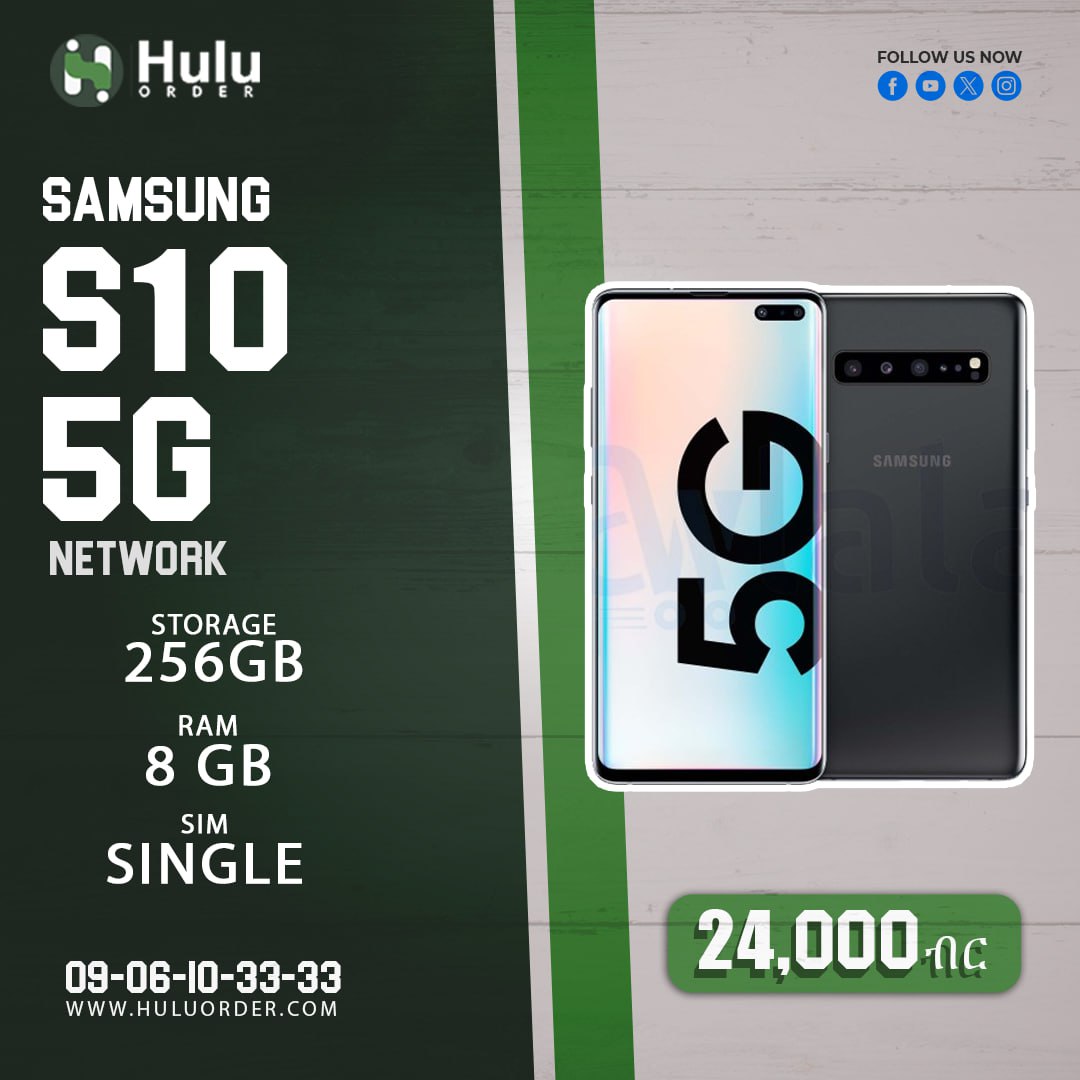 Hulu
ORDER
FOLLOW US NOW
SAMSUNG
S10
5G
NETWORK
STORAGE
256GB
RAM
8 GB
SIM
SINGLE
5G
SAMSUNG
24,000 ብር
09-06-10-33-33
WWW.HULUORDER.COM